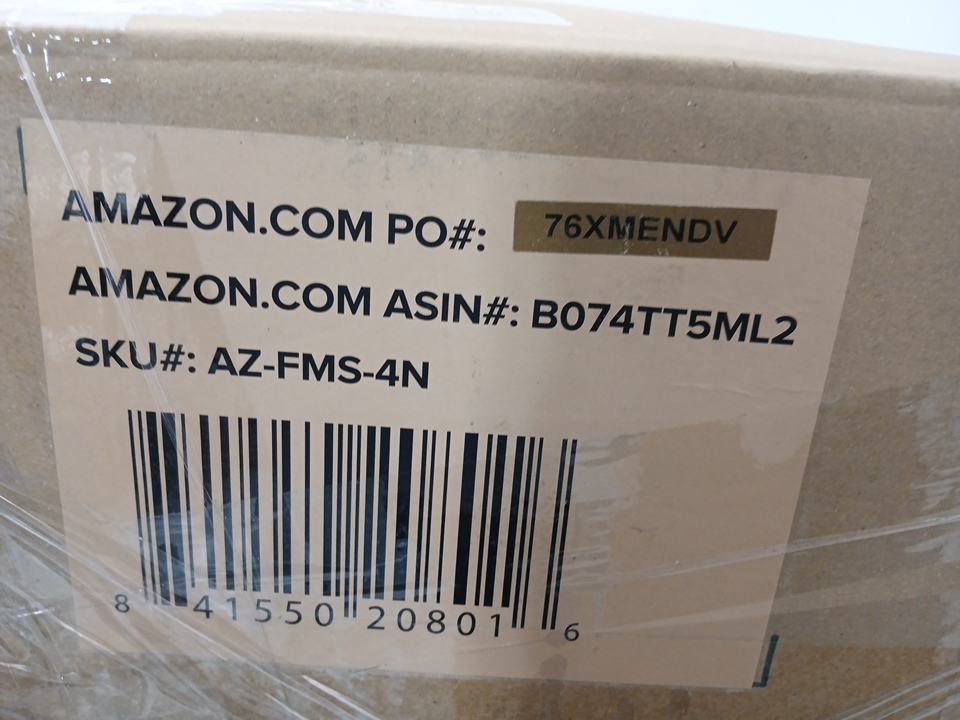 AMAZON.COM PO#: 76XMENDV
AMAZON.COM ASIN#: B074TT5ML2
SKU#: AZ-FMS-4N
8 41550 20801 6